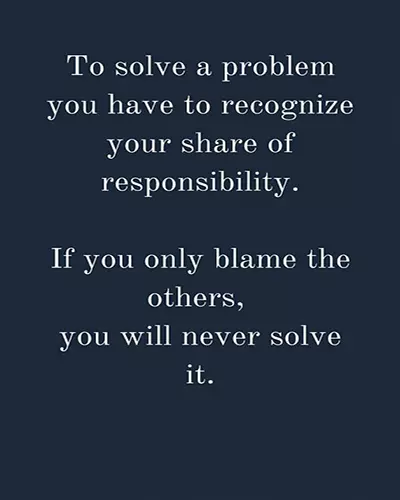 To solve a problem
you have to recognize
your share of
responsibility.
If you only blame the
others,
you will never solve
it.